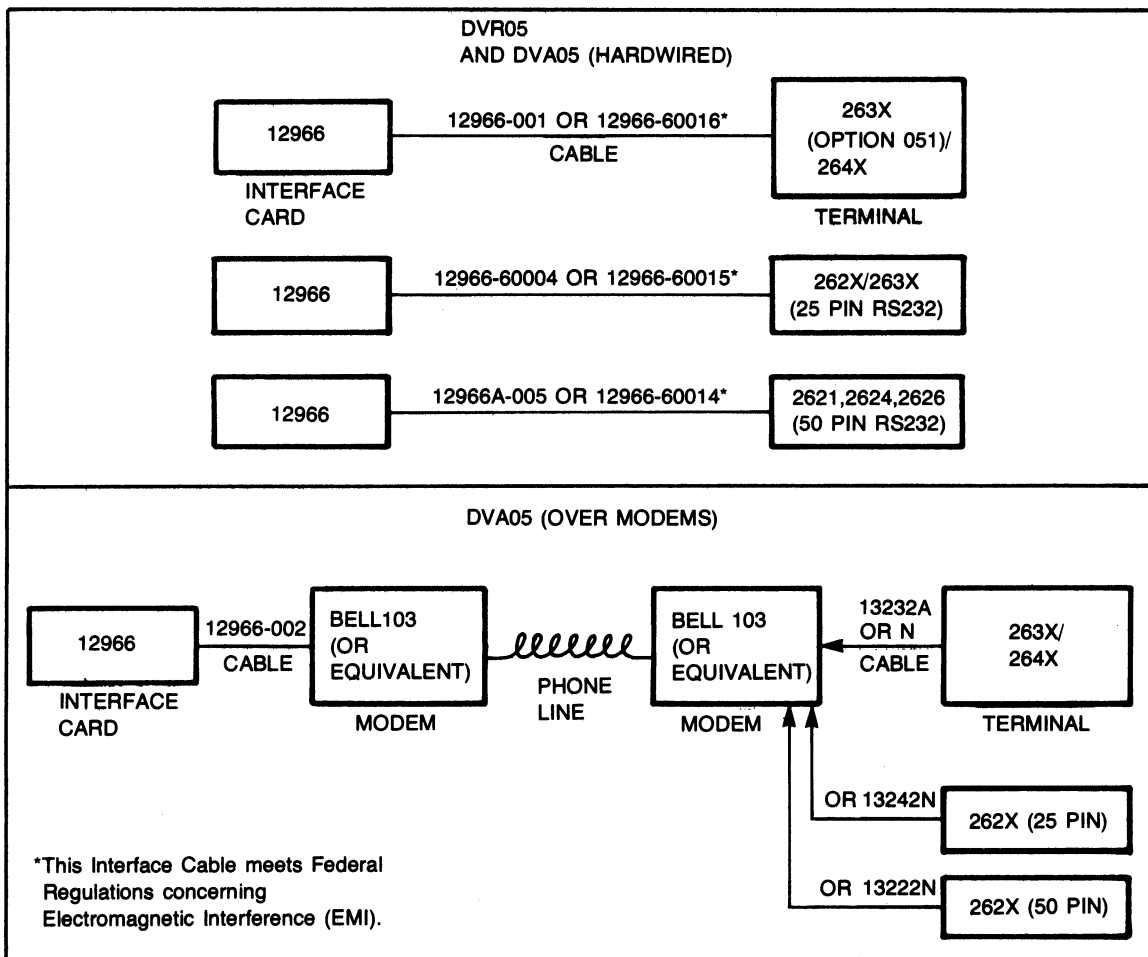 DVR05
AND DVA05 (HARDWIRED)
12966
INTERFACE
CARD
12966-001 OR 12966-60016*
CABLE
263X
(OPTION 051)/
264X
TERMINAL
12966
12966-60004 OR 12966-60015*
262X/263X
(25 PIN RS232)
12966
12966A-005 OR 12966-60014*
2621,2624,2626
(50 PIN RS232)
DVA05 (OVER MODEMS)
12966
INTERFACE
CARD
12966-002
CABLE
BELL103
(OR
EQUIVALENT)
MODEM
PHONE
LINE
BELL 103
(OR
EQUIVALENT)
MODEM
13232A
OR N
CABLE
263X/
264X
TERMINAL
OR 13242N
262X (25 PIN)
OR 13222N
262X (50 PIN)
*This Interface Cable meets Federal
Regulations concerning
Electromagnetic Interference (EMI).